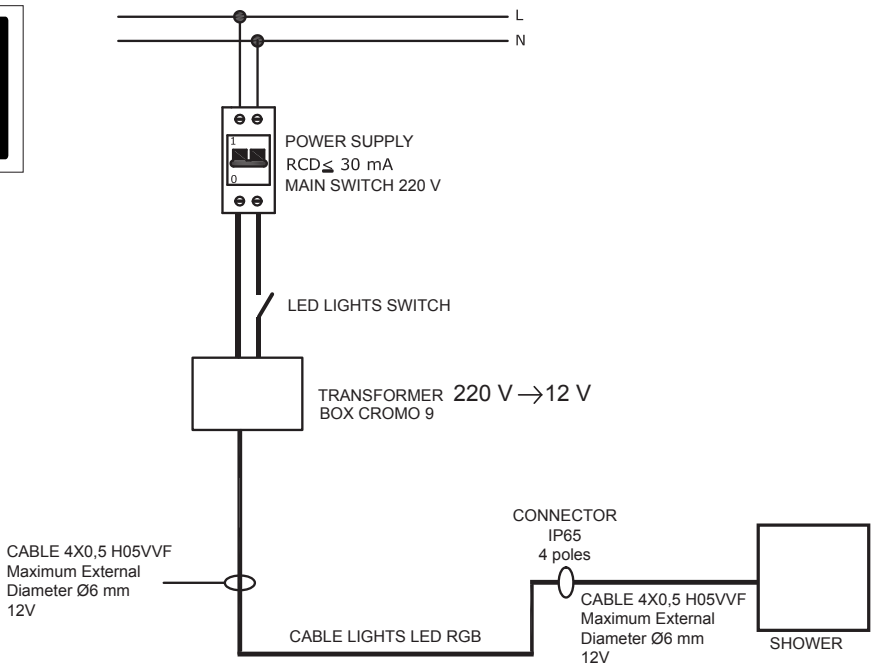 L
N
1
0
POWER SUPPLY
RCD≤ 30 mA
MAIN SWITCH 220 V
LED LIGHTS SWITCH
TRANSFORMER 220 V →12 V
BOX CROMO 9
CONNECTOR
IP65
4 poles
CABLE 4X0,5 H05VVF
Maximum External
Diameter Ø6 mm
12V
CABLE LIGHTS LED RGB
CABLE 4X0,5 H05VVF
Maximum External
Diameter Ø6 mm
12V
SHOWER